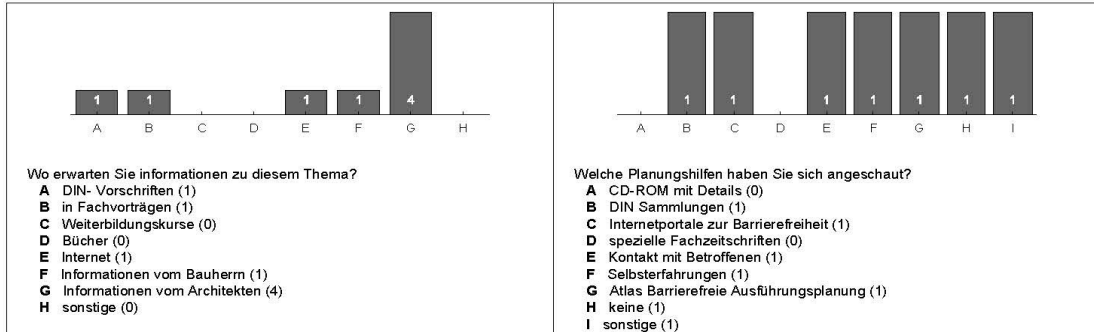 1 1 1 1 4
A B C D E F G H
Wo erwarten Sie informationen zu diesem Thema?
A DIN- Vorschriften (1)
B in Fachvorträgen (1)
C Weiterbildungskurse (0)
D Bücher (0)
E Internet (1)
F Informationen vom Bauherrn (1)
G Informationen vom Architekten (4)
H sonstige (0)
1 1 1 1 1 1 1
A B C D E F G H I
Welche Planungshilfen haben Sie sich angeschaut?
A CD-ROM mit Details (0)
B DIN Sammlungen (1)
C Internetportale zur Barrierefreiheit (1)
D spezielle Fachzeitschriften (0)
E Kontakt mit Betroffenen (1)
F Selbsterfahrungen (1)
G Atlas Barrierefreie Ausführungsplanung (1)
H keine (1)
I sonstige (1)